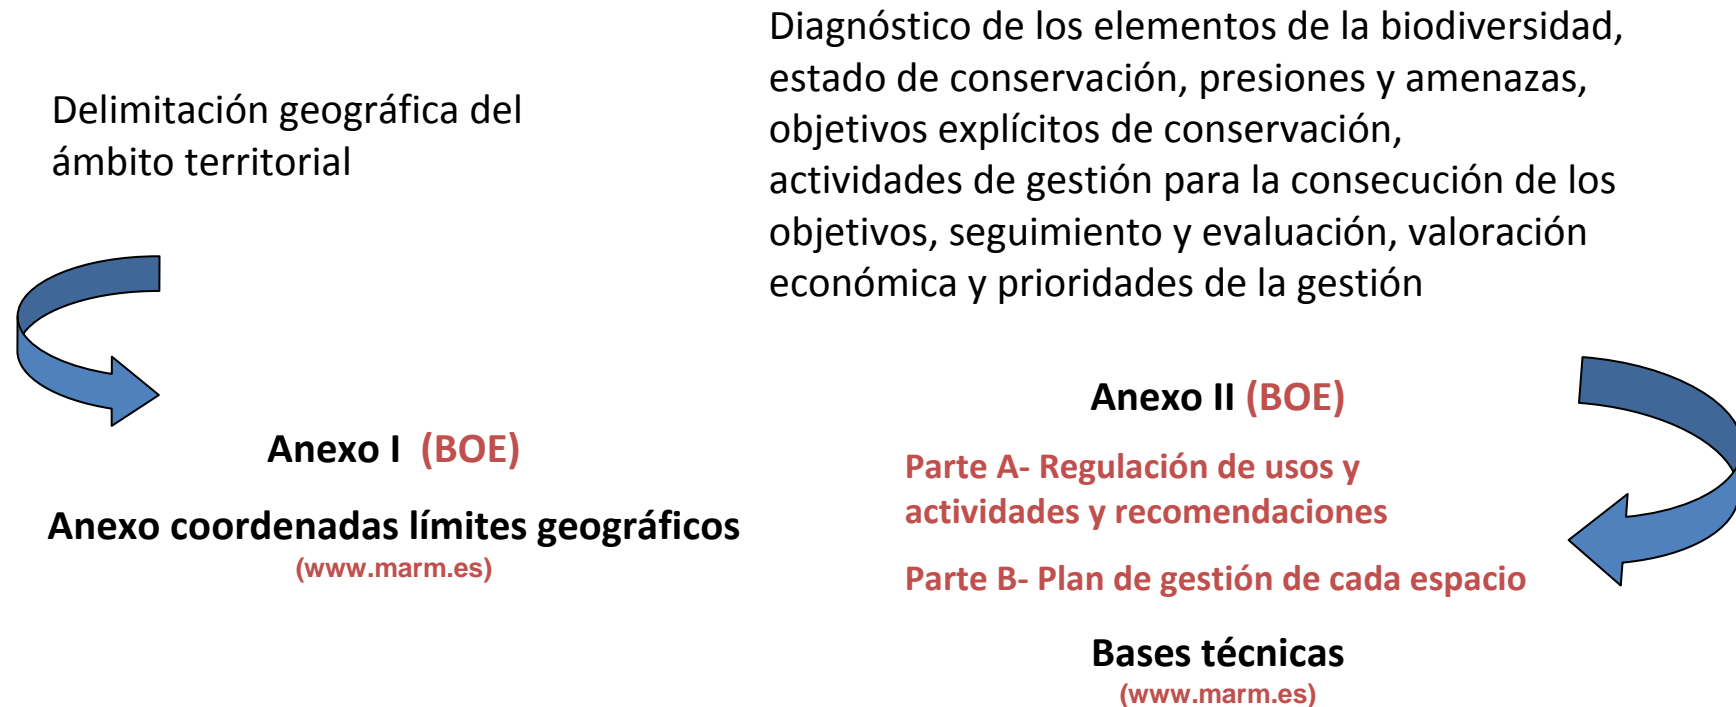 Delimitación geográfica del
ámbito territorial
Anexo I (BOE)
Anexo coordenadas límites geográficos
(www.marm.es)
Diagnóstico de los elementos de la biodiversidad,
estado de conservación, presiones y amenazas,
objetivos explícitos de conservación,
actividades de gestión para la consecución de los
objetivos, seguimiento y evaluación, valoración
económica y prioridades de la gestión
Anexo II (BOE)
Parte A- Regulación de usos y
actividades y recomendaciones
Parte B- Plan de gestión de cada espacio
Bases técnicas
(www.marm.es)